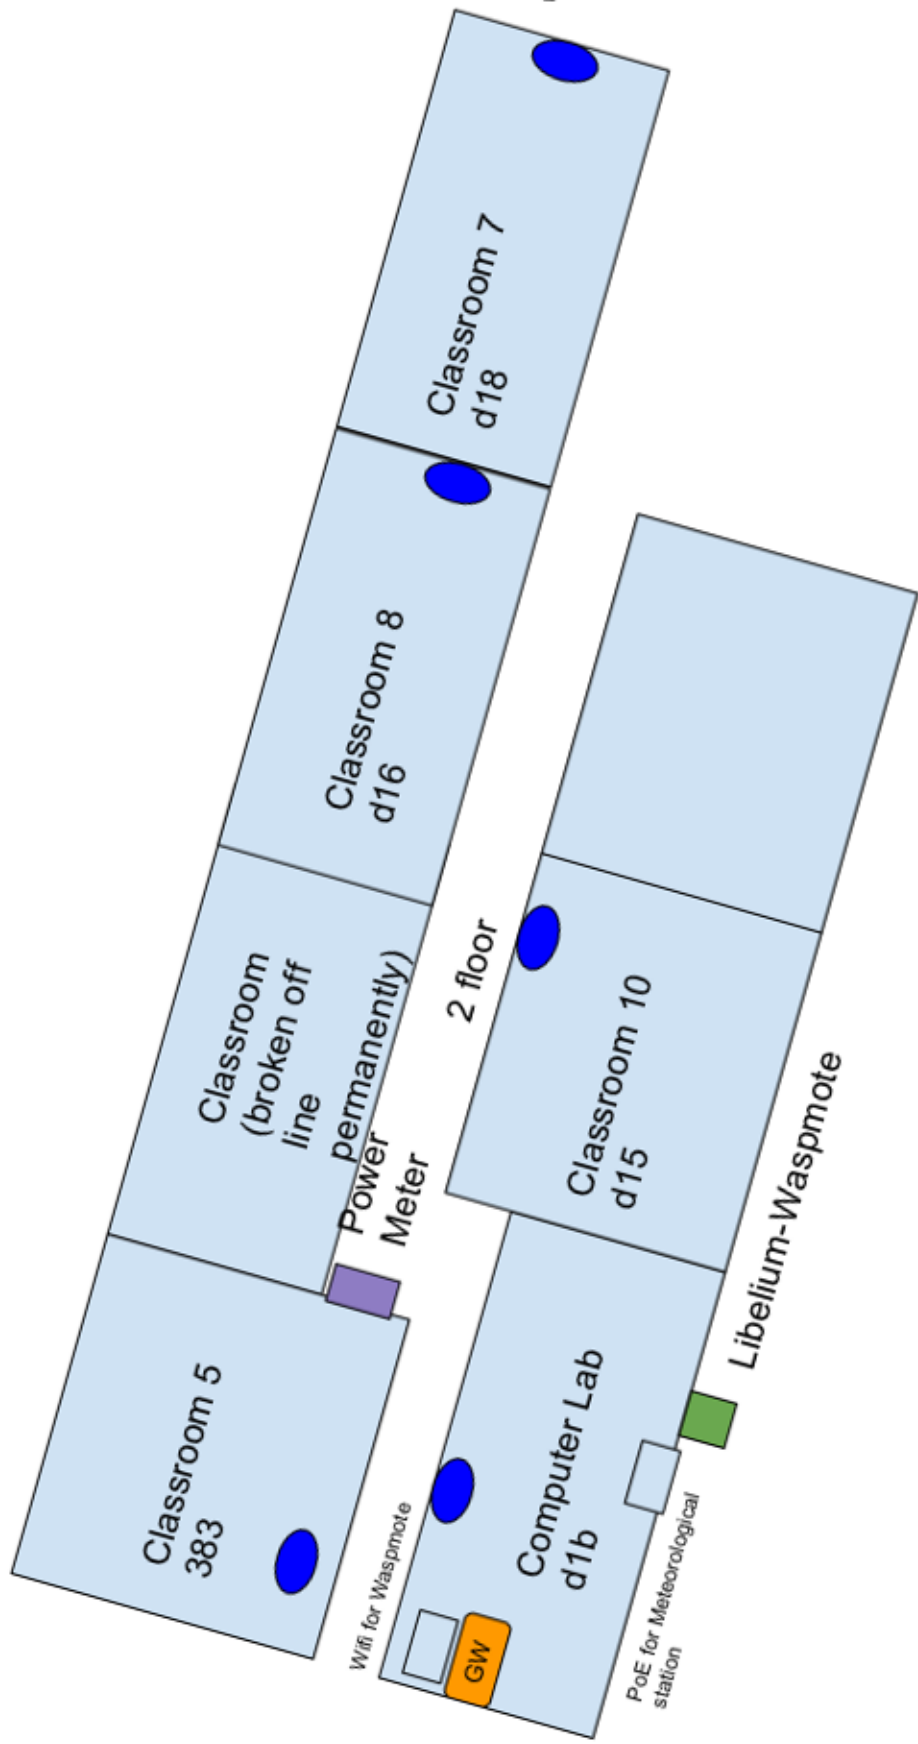 Classroom 7
d18
Classroom 8
d16
Classroom
(broken off
line
permanently)
Power
Meter
2 floor
Classroom 10
d15
Classroom 5
383
Computer Lab
d1b
Libelium-Waspmote
Wifi for Waspmote
GW
PoE for Meteorological
station